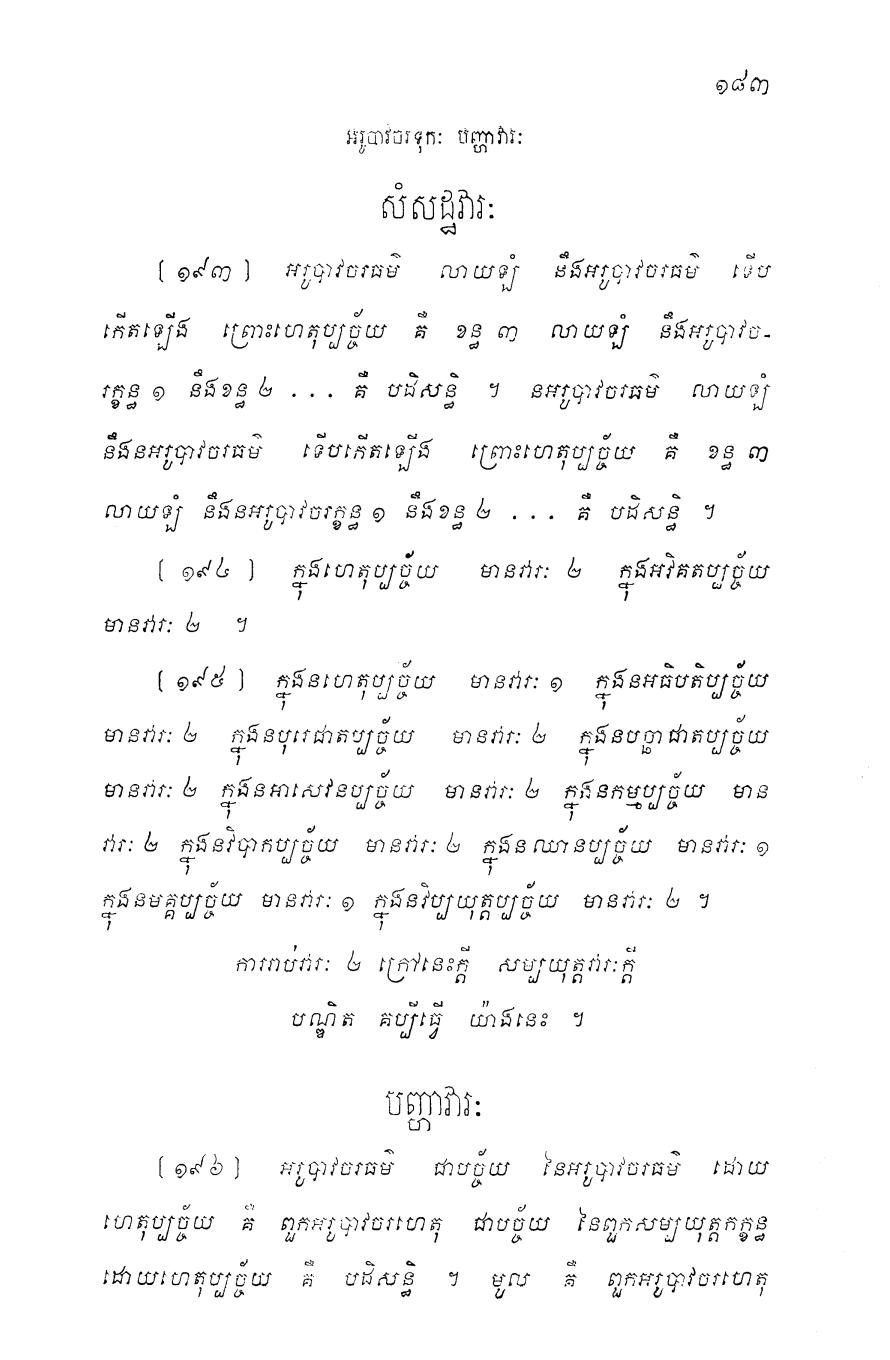 ១៨៣
អរូបាវចរទុកៈ បញ្ហាវារៈ
សំសដ្ឋវារៈ
(១៩៣) អរូបាវចរធម៌ លាយឡំ នឹងអរូបាវចរធម៌ ទើប
កើតឡើង ព្រោះហេតុប្បច្ច័យ គឺ ខន្ធ ៣ លាយឡំ នឹងអរូបាវច-
រក្ខន្ធ ១ នឹងខន្ធ ២ ... គឺ បដិសន្ធិ ។ នអរូបាវចរធម៌ លាយឡំ
នឹងនអរូបាវចរធម៌ ទើបកើតឡើង ព្រោះហេតុប្បច្ច័យ គឺ ខន្ធ ៣
លាយឡំ នឹងនអរូបាវចរក្ខន្ធ ១ នឹងខន្ធ ២ ... គឺ បដិសន្ធិ ។
(១៩៤) ក្នុងហេតុប្បច្ច័យ មានវារៈ ២ ក្នុងអវិគតប្បច្ច័យ
មានវារៈ ២ ។
(១៩៥) ក្នុងនហេតុប្បច្ច័យ មានវារៈ ១ ក្នុងនអធិបតិប្បច្ច័យ
មានវារៈ ២ ក្នុងនបុរេជាតប្បច្ច័យ មានវារៈ ២ ក្នុងនបច្ឆាជាតប្បច្ច័យ
មានវារៈ ២ ក្នុងនអាសេវនប្បច្ច័យ មានវារៈ ២ ក្នុងនកម្មប្បច្ច័យ មាន
វារៈ ២ ក្នុងនវិបាកប្បច្ច័យ មានវារៈ ២ ក្នុងនឈានប្បច្ច័យ មានវារៈ ១
ក្នុងនមគ្គប្បច្ច័យ មានវារៈ ១ ក្នុងនវិប្បយុត្តប្បច្ច័យ មានវារៈ ២ ។
ការរាប់វារៈ ២ ក្រៅនេះក្តី សម្បយុត្តវារៈក្តី
បណ្ឌិត គប្បីធ្វើ យ៉ាងនេះ ។
បញ្ហាវារៈ
(១៩៦) អរូបាវចរធម៌ ជាបច្ច័យ នៃអរូបាវចរធម៌ ដោយ
ហេតុប្បច្ច័យ គឺ ពួកអរូបាវចរហេតុ ជាបច្ច័យ នៃពួកសម្បយុត្តកក្ខន្ធ
ដោយហេតុប្បច្ច័យ គឺ បដិសន្ធិ ។ មូល គឺ ពួកអរូបាវចរហេតុ